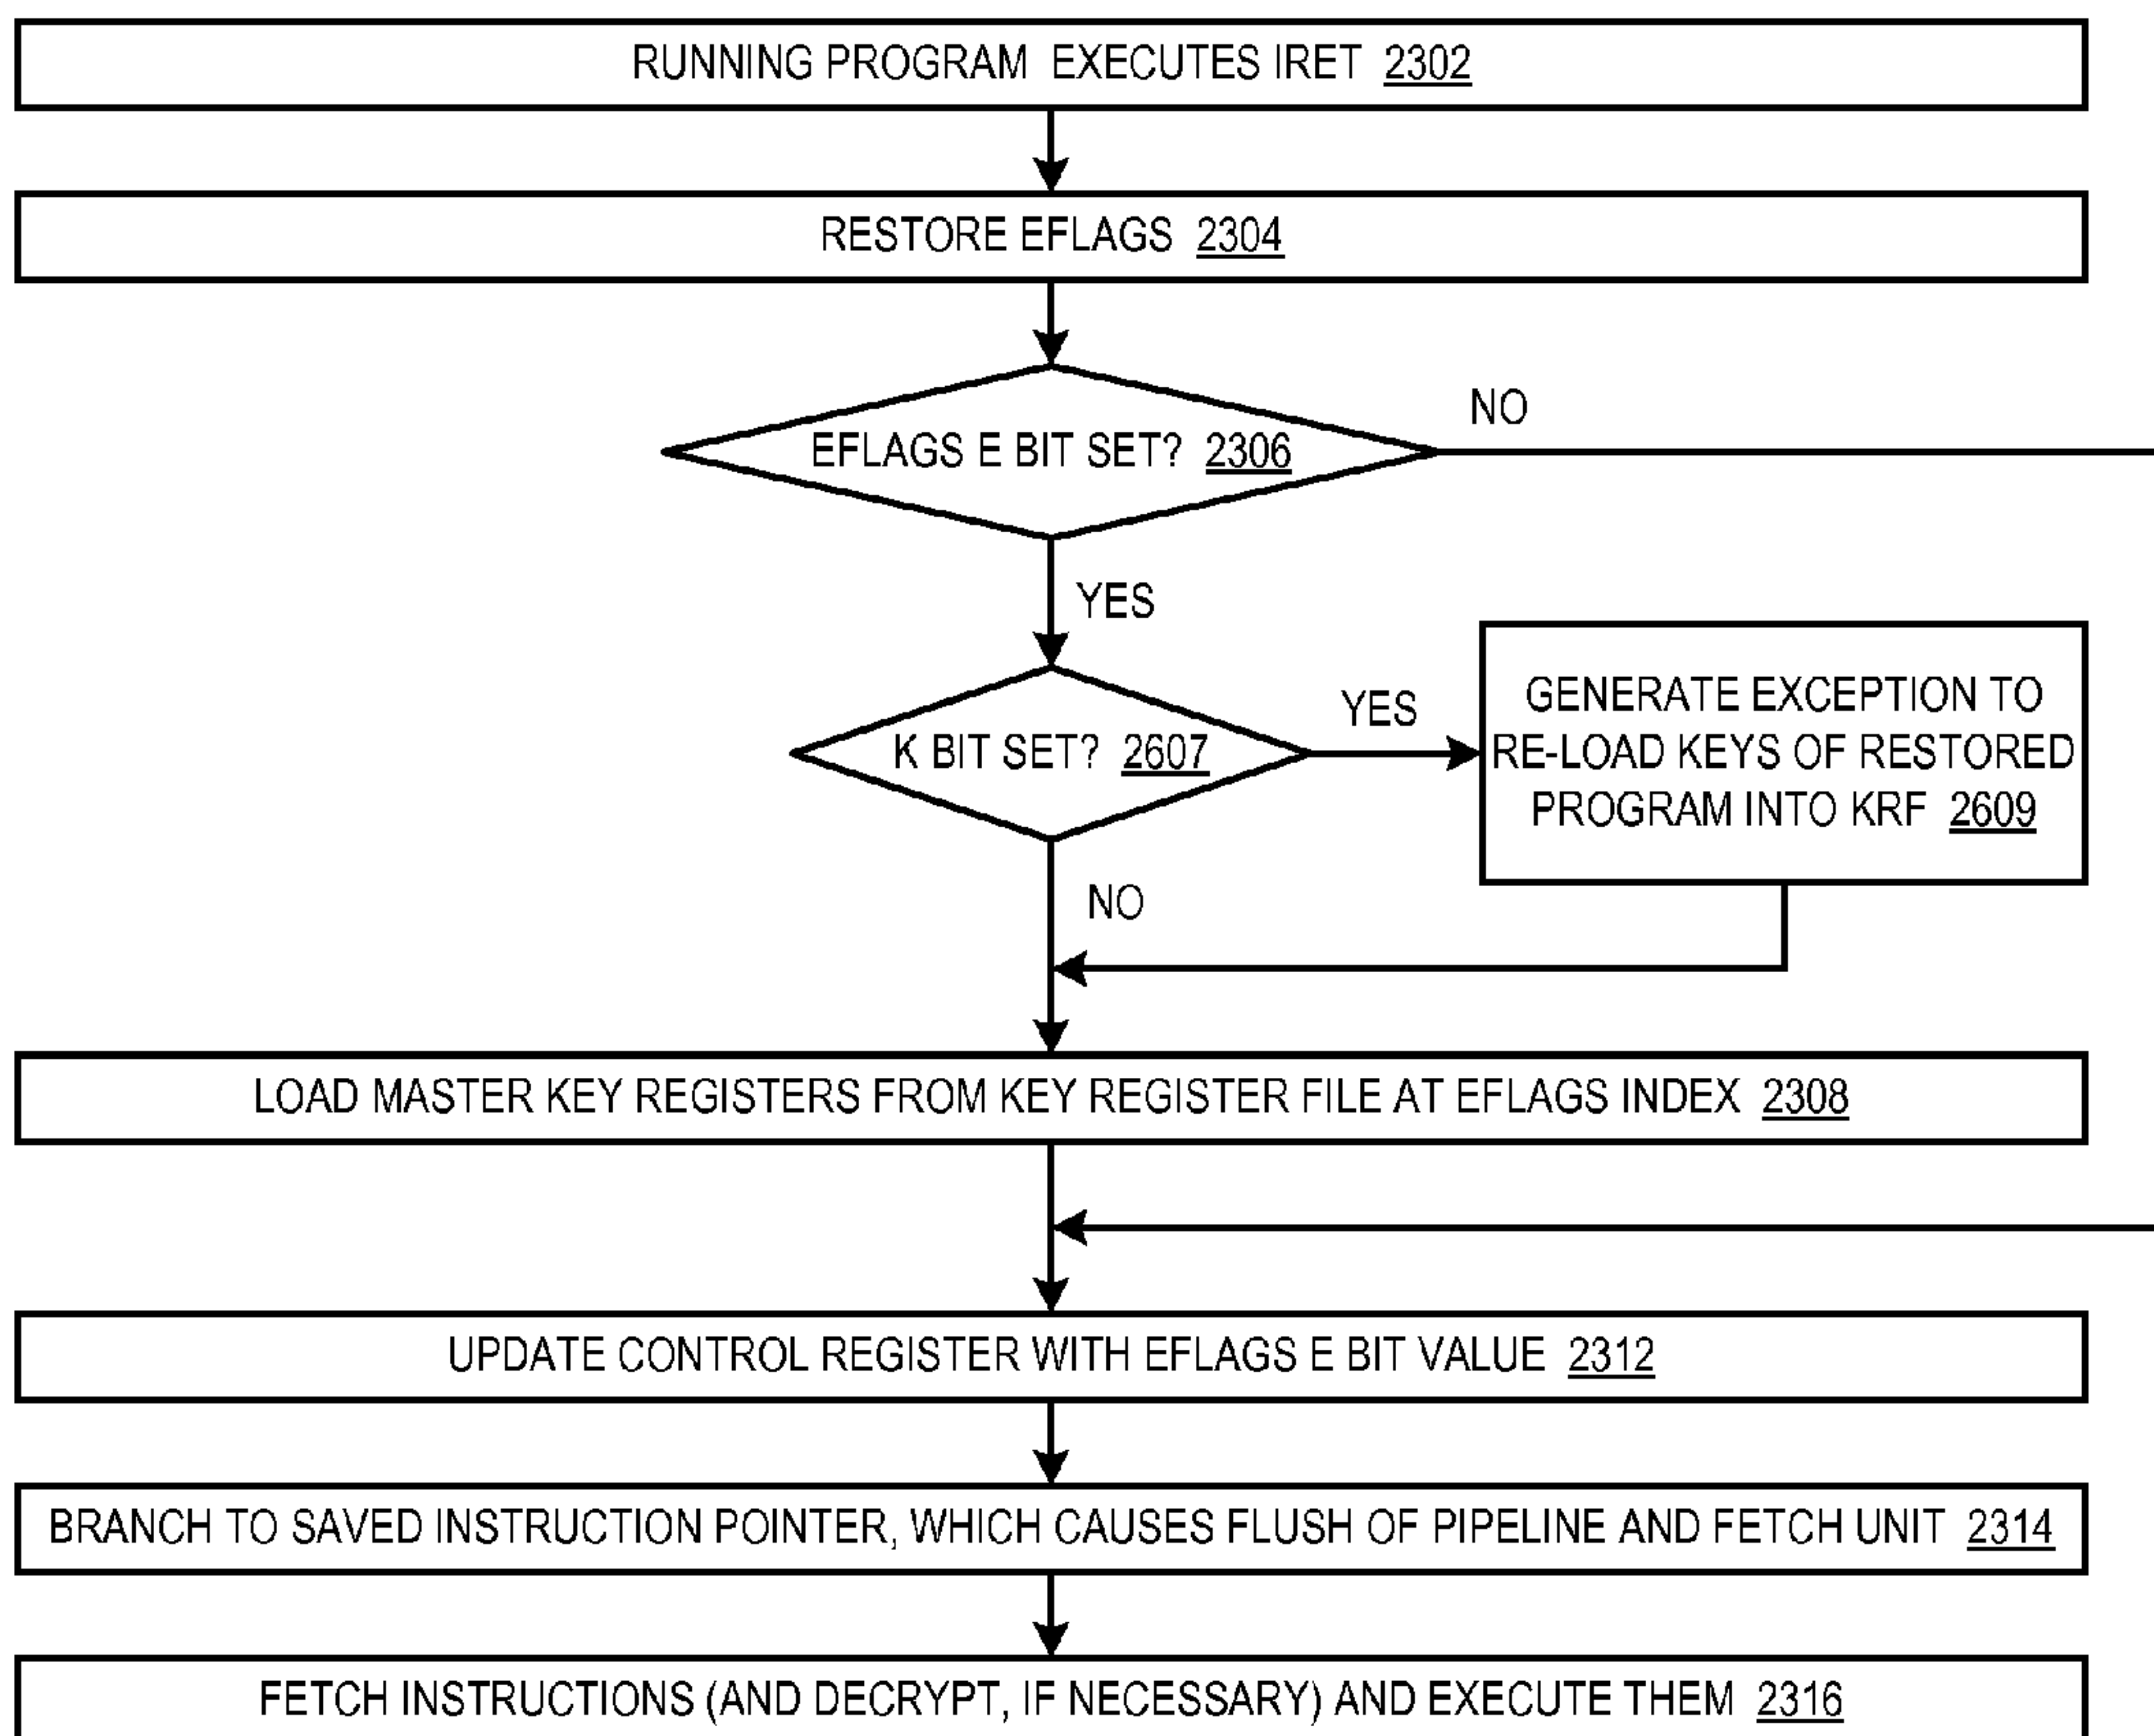 RUNNING PROGRAM EXECUTES IRET 2302
RESTORE EFLAGS 2304
NO
EFLAGS E BIT SET? 2306
YES
YES
K BIT SET? 2607
GENERATE EXCEPTION TO
RE-LOAD KEYS OF RESTORED
PROGRAM INTO KRF 2609
NO
LOAD MASTER KEY REGISTERS FROM KEY REGISTER FILE AT EFLAGS INDEX 2308
UPDATE CONTROL REGISTER WITH EFLAGS E BIT VALUE 2312
BRANCH TO SAVED INSTRUCTION POINTER, WHICH CAUSES FLUSH OF PIPELINE AND FETCH UNIT 2314
FETCH INSTRUCTIONS (AND DECRYPT, IF NECESSARY) AND EXECUTE THEM 2316